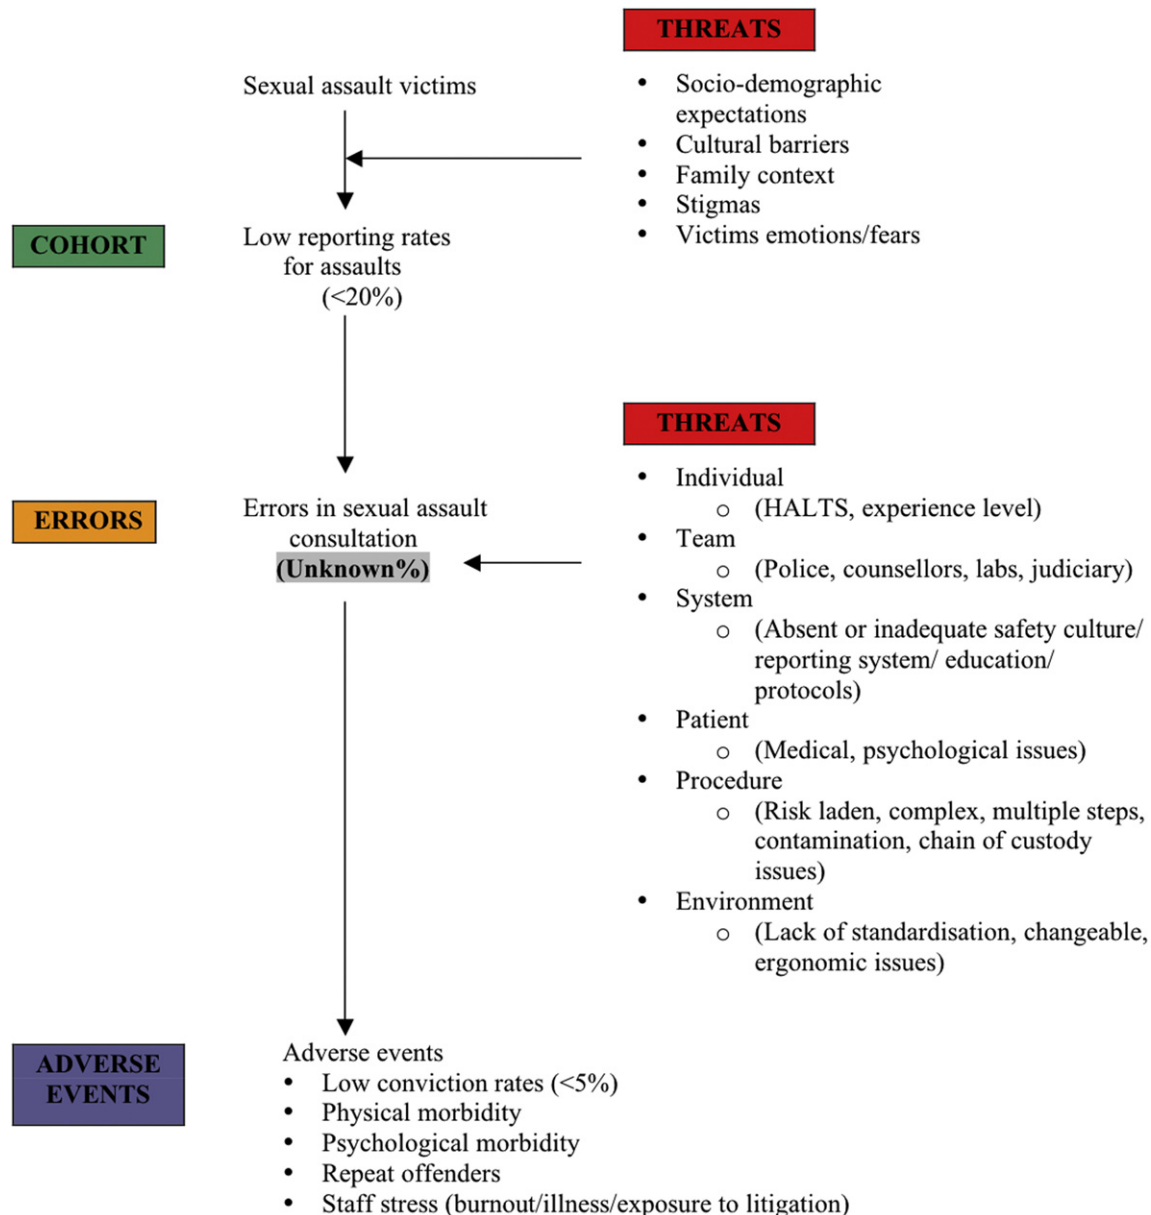 THREATS
Sexual assault victims
• Socio-demographic
expectations
• Cultural barriers
• Family context
• Stigmas
• Victims emotions/fears
COHORT
Low reporting rates
for assaults
(<20%)
THREATS
• Individual
o (HALTS, experience level)
• Team
o (Police, counsellors, labs, judiciary)
• System
o (Absent or inadequate safety culture/
reporting system/ education/
protocols)
• Patient
o (Medical, psychological issues)
• Procedure
o (Risk laden, complex, multiple steps,
contamination, chain of custody
issues)
• Environment
o (Lack of standardisation, changeable,
ergonomic issues)
ERRORS
Errors in sexual assault
consultation
(Unknown%)
ADVERSE
EVENTS
Adverse events
• Low conviction rates (<5%)
• Physical morbidity
• Psychological morbidity
• Repeat offenders
• Staff stress (burnout/illness/exposure to litigation)